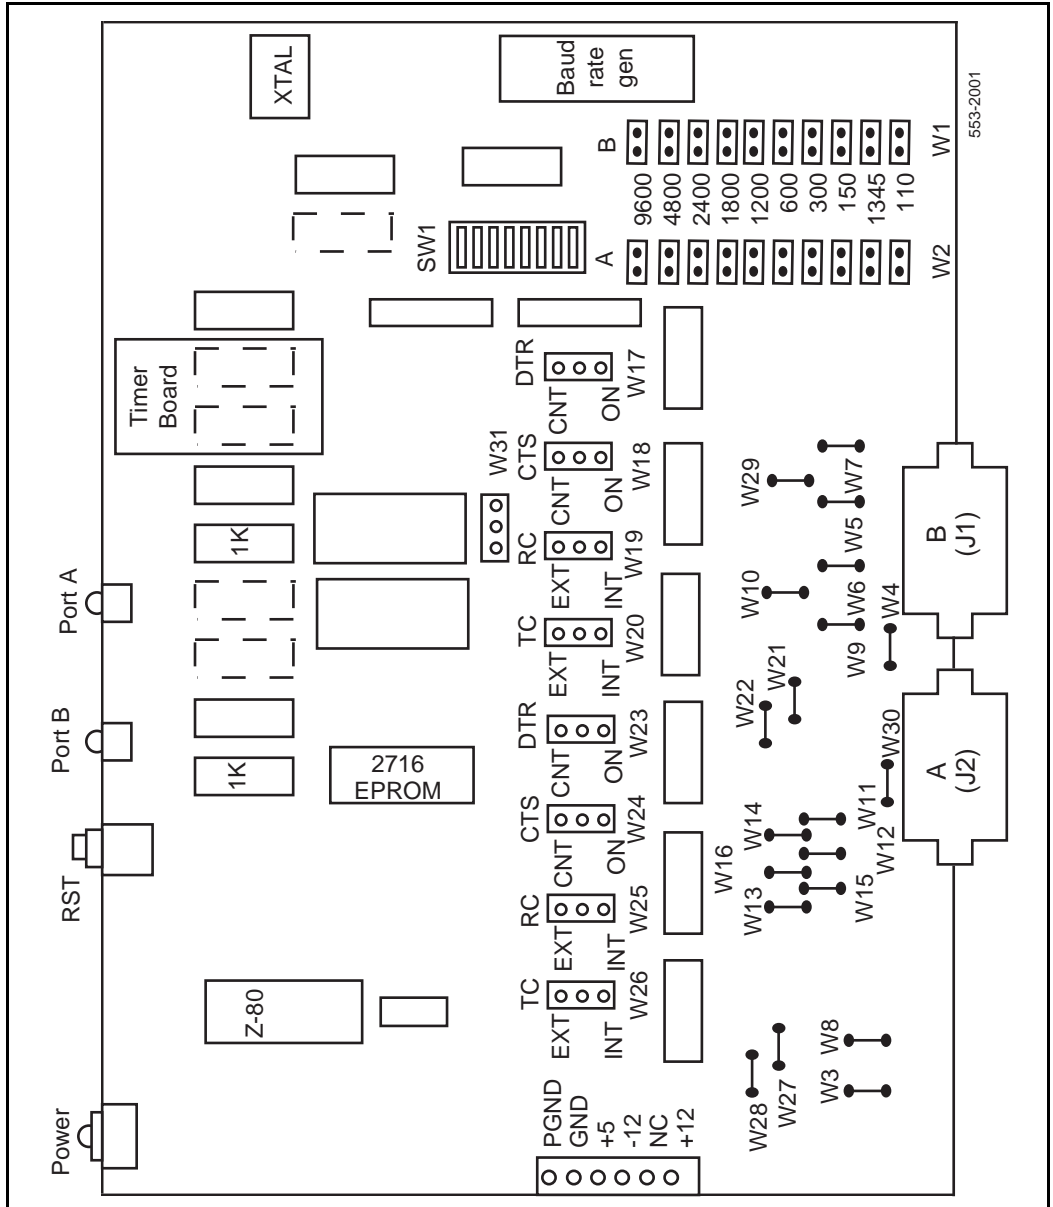 XTAL
Baud
rate
gen
553-2001
B
9600
4800
2400
1800
1200
600
300
150
1345
110
W1
SW1
A
W2
Timer
Board
DTR
CNT
ON
W17
W31
CTS
CNT
ON
W18
1K
RC
EXT
INT
W19
Port A
TC
EXT
INT
W20
Port B
1K
2716
EPROM
DTR
CNT
ON
W23
CTS
CNT
ON
W24
RST
RC
EXT
INT
W25
Z-80
TC
EXT
INT
W26
Power
PGND
GND
+5
-12
NC
+12
W29
W7
W5
W10
W6
W4
W9
B
(J1)
W22
W21
W30
A
(J2)
W14
W11
W16
W12
W13
W15
W28
W27
W8
W3